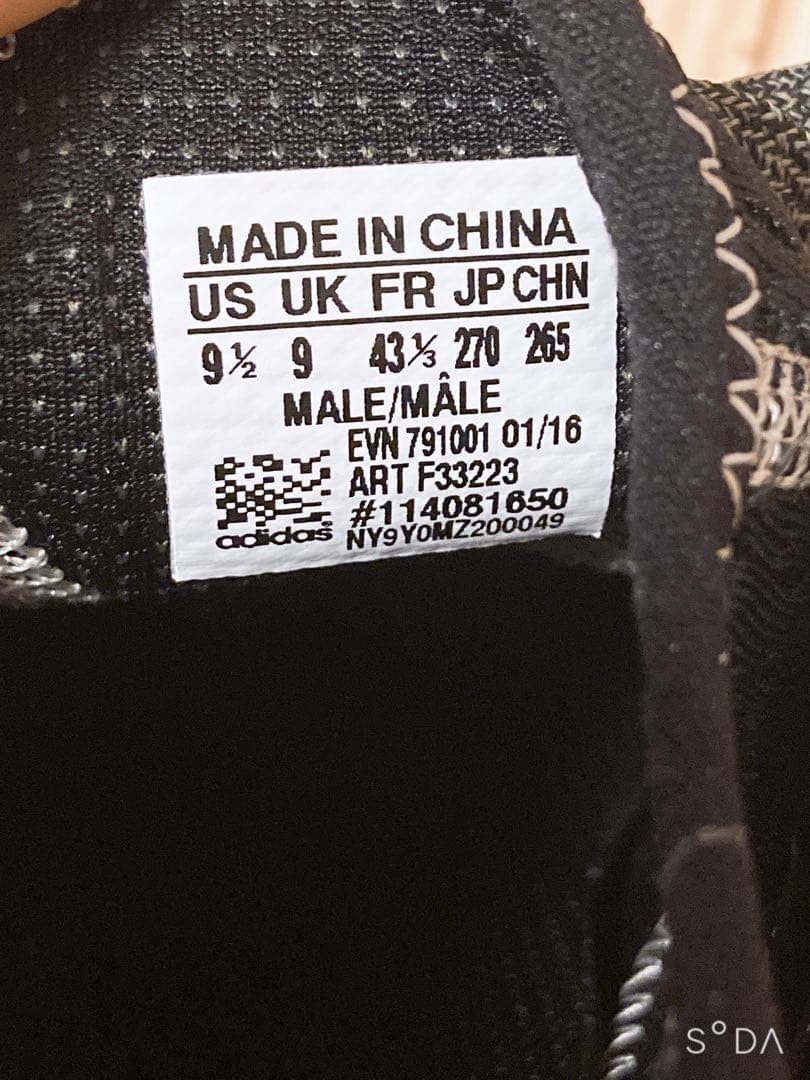 MADE IN CHINA
US UK FR JP CHN
9½ 9 43⅓ 270 265
MALE/MÂLE
EVN 791001 01/16
ART F33223
#114081650
adidas NY9Y0MZ200049
S°DA